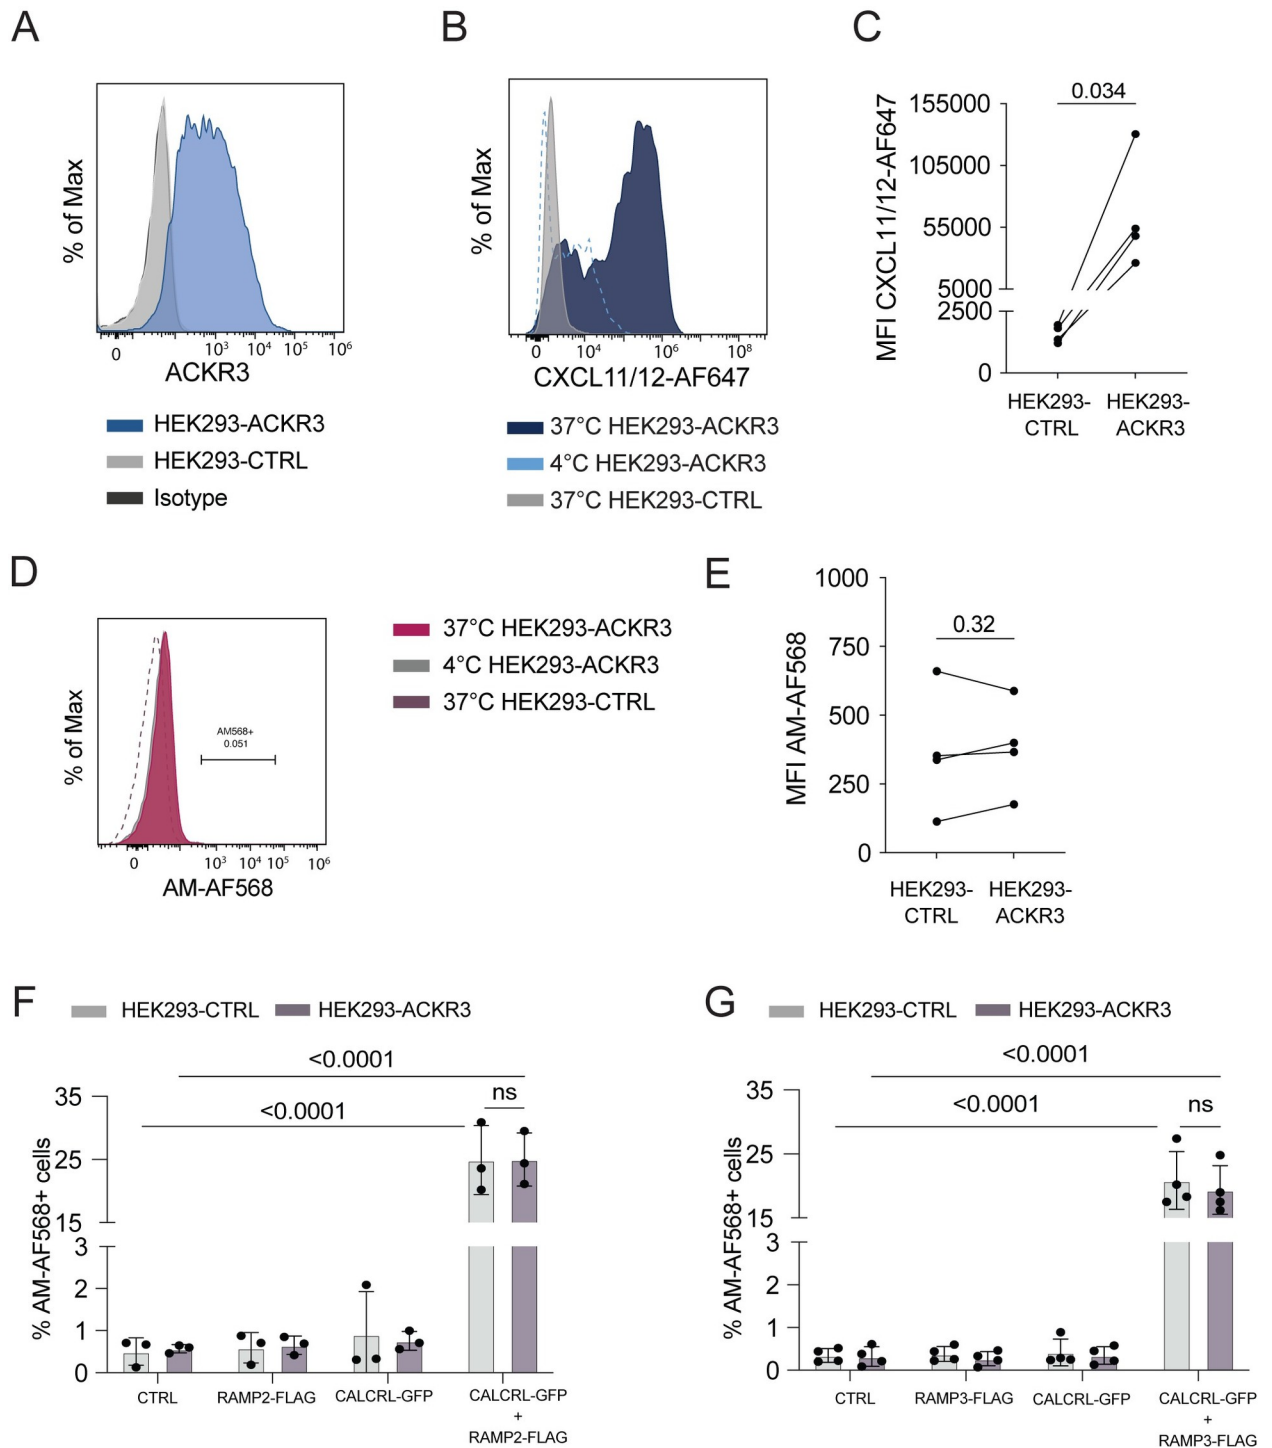 A
% of Max
0
10³
10⁴
10⁵
10⁶
ACKR3
HEK293-ACKR3
HEK293-CTRL
Isotype
B
% of Max
0
10⁴
10⁶
10⁸
CXCL11/12-AF647
37°C HEK293-ACKR3
4°C HEK293-ACKR3
37°C HEK293-CTRL
C
MFI CXCL11/12-AF647
155000
105000
55000
5000
2500
0
0.034
HEK293-
CTRL
HEK293-
ACKR3
D
% of Max
AM568+
0.051
0
10³
10⁴
10⁵
10⁶
AM-AF568
37°C HEK293-ACKR3
4°C HEK293-ACKR3
37°C HEK293-CTRL
E
MFI AM-AF568
1000
750
500
250
0
0.32
HEK293-
CTRL
HEK293-
ACKR3
F
HEK293-CTRL
HEK293-ACKR3
% AM-AF568+ cells
<0.0001
<0.0001
ns
35
25
15
3
2
1
0
CTRL
RAMP2-FLAG
CALCRL-GFP
CALCRL-GFP
+
RAMP2-FLAG
G
HEK293-CTRL
HEK293-ACKR3
% AM-AF568+ cells
<0.0001
<0.0001
ns
35
25
15
3
2
1
0
CTRL
RAMP3-FLAG
CALCRL-GFP
CALCRL-GFP
+
RAMP3-FLAG